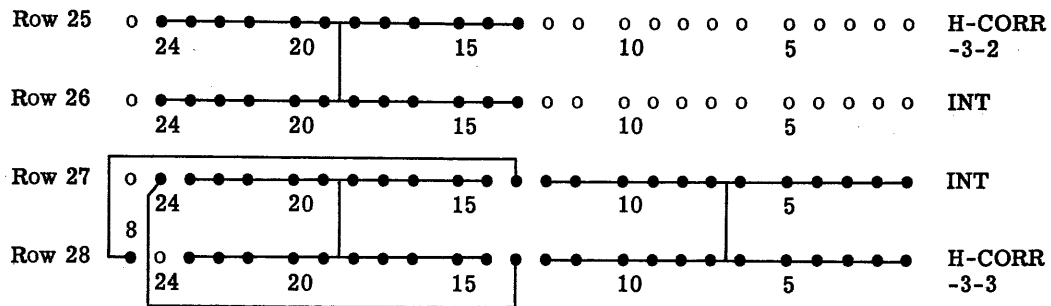 Row 25 H-CORR
24 20 15 10 5 -3-2
Row 26 INT
24 20 15 10 5
Row 27 INT
24 20 15 10 5
8
Row 28 H-CORR
24 20 15 10 5 -3-3